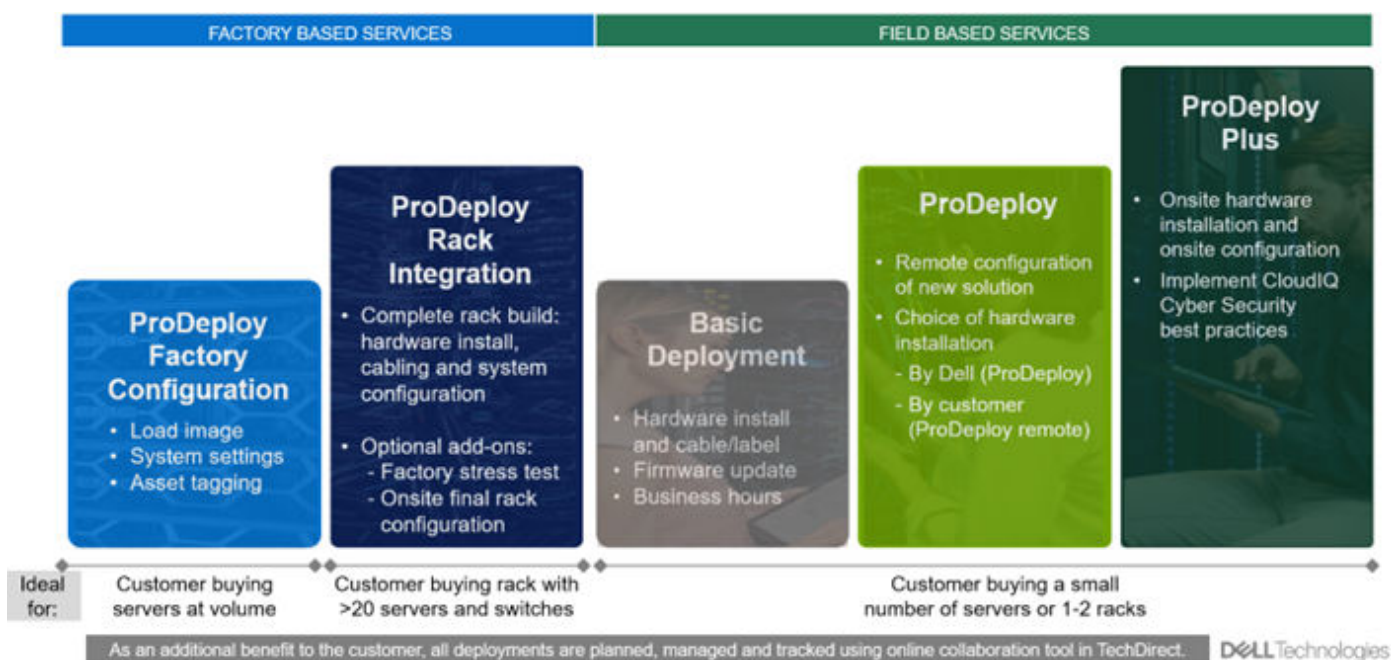 FACTORY BASED SERVICES
FIELD BASED SERVICES
ProDeploy
Factory
Configuration
• Load image
• System settings
• Asset tagging
ProDeploy
Rack
Integration
• Complete rack build:
hardware install,
cabling and system
configuration
• Optional add-ons:
- Factory stress test
- Onsite final rack
configuration
Basic
Deployment
• Hardware install
and cable/label
• Firmware update
• Business hours
ProDeploy
• Remote configuration
of new solution
• Choice of hardware
installation
- By Dell (ProDeploy)
- By customer
(ProDeploy remote)
ProDeploy
Plus
• Onsite hardware
installation and
onsite configuration
• Implement CloudIQ
Cyber Security
best practices
Ideal
for:
Customer buying
servers at volume
Customer buying rack with
>20 servers and switches
Customer buying a small
number of servers or 1-2 racks
As an additional benefit to the customer, all deployments are planned, managed and tracked using online collaboration tool in TechDirect.
DELL Technologies